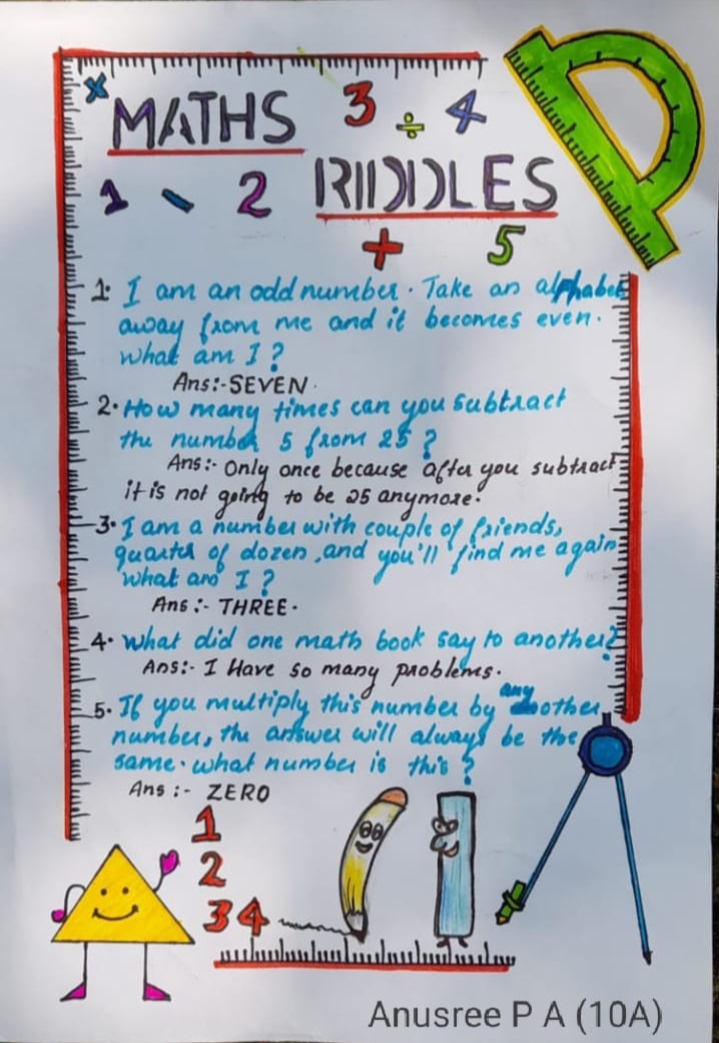 ×
MATHS 3 ÷ 4
1 - 2 RIDDLES
+ 5
1. I am an odd number. Take an alphabet
away from me and it becomes even.
what am I?
Ans:- SEVEN.
2. How many times can you subtract
the number 5 from 25?
Ans:- Only once because after you subtract
it is not going to be 25 anymore.
3. I am a number with couple of friends,
quarter of dozen, and you'll find me again
what am I?
Ans:- THREE.
4. What did one math book say to another?
Ans:- I Have so many problems.
5. If you multiply this number by any other
number, the answer will always be the
same. what number is this?
Ans:- ZERO
1
2
3 4
Anusree P A (10A)